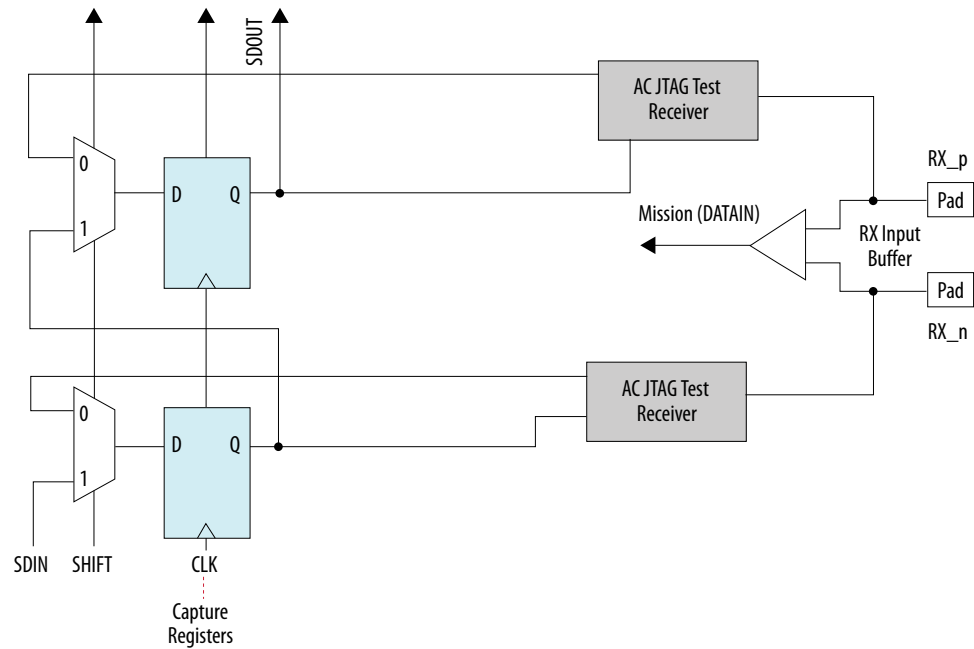 SDOUT
AC JTAG Test
Receiver
0
D
Q
1
RX_p
Pad
Mission (DATAIN)
RX Input
Buffer
Pad
RX_n
AC JTAG Test
Receiver
0
D
Q
1
SDIN
SHIFT
CLK
Capture
Registers